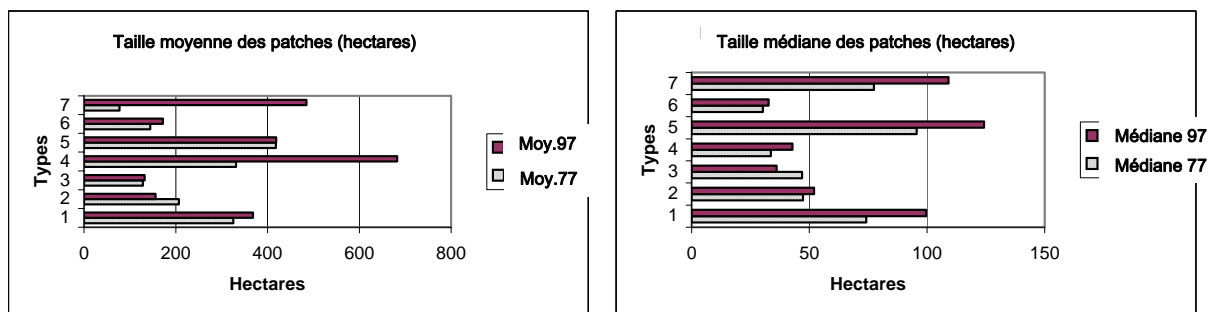 Taille moyenne des patches (hectares)
Types
7
6
5
4
3
2
1
0 200 400 600 800
Hectares
Moy.97
Moy.77
Taille médiane des patches (hectares)
Types
7
6
5
4
3
2
1
0 50 100 150
Hectares
Médiane 97
Médiane 77